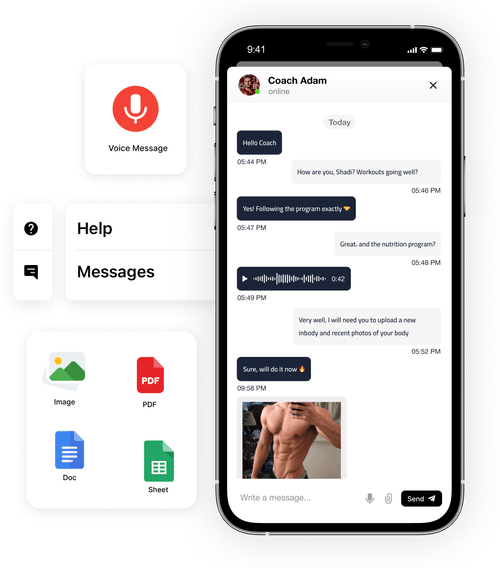 9:41
Coach Adam
online
Today
Hello Coach
05:44 PM
How are you, Shadi? Workouts going well?
05:46 PM
Yes! Following the program exactly 🤝
05:47 PM
Great. and the nutrition program?
05:48 PM
0:42
05:49 PM
Very well, I will need you to upload a new
inbody and recent photos of your body
05:52 PM
Sure, will do it now 🔥
09:58 PM
Write a message...
Send
Voice Message
Help
Messages
Image
PDF
PDF
Doc
Sheet